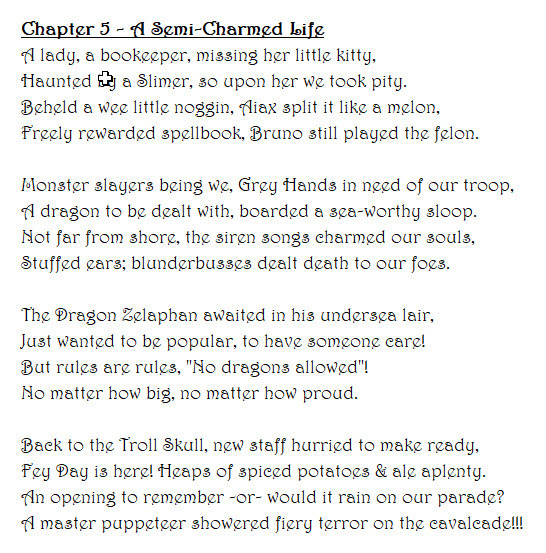 Chapter 5 - A Semi-Charmed Life
A lady, a bookeeper, missing her little kitty,
Haunted a Slimer, so upon her we took pity.
Beheld a wee little noggin, Aiax split it like a melon,
Freely rewarded spellbook, Bruno still played the felon.
Monster slayers being we, Grey Hands in need of our troop,
A dragon to be dealt with, boarded a sea-worthy sloop.
Not far from shore, the siren songs charmed our souls,
Stuffed ears; blunderbusses dealt death to our foes.
The Dragon Zelaphan awaited in his undersea lair,
Just wanted to be popular, to have someone care!
But rules are rules, "No dragons allowed"!
No matter how big, no matter how proud.
Back to the Troll Skull, new staff hurried to make ready,
Fey Day is here! Heaps of spiced potatoes & ale aplenty.
An opening to remember -or- would it rain on our parade?
A master puppeteer showered fiery terror on the cavalcade!!!